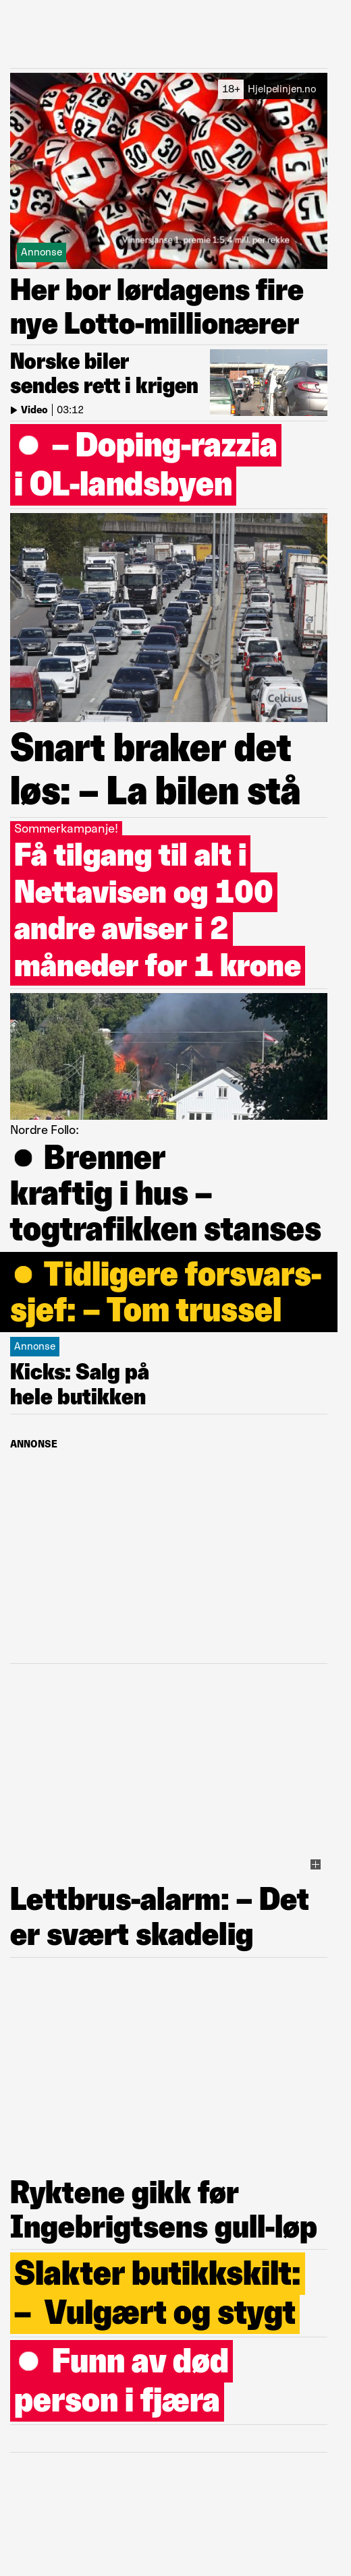 18+ Hjelpelinjen.no
Vinnersjanse 1. premie 1:5,4 mill. per rekke
Annonse
Her bor lørdagens fire
nye Lotto-millionærer
Norske biler
sendes rett i krigen
Video | 03:12
– Doping-razzia
i OL-landsbyen
Celcius
Snart braker det
løs: – La bilen stå
Sommerkampanje!
Få tilgang til alt i
Nettavisen og 100
andre aviser i 2
måneder for 1 krone
Nordre Follo:
● Brenner
kraftig i hus –
togtrafikken stanses
● Tidligere forsvars-
sjef: – Tom trussel
Annonse
Kicks: Salg på
hele butikken
ANNONSE
Lettbrus-alarm: – Det
er svært skadelig
Ryktene gikk før
Ingebrigtsens gull-løp
Slakter butikkskilt:
– Vulgært og stygt
● Funn av død
person i fjæra